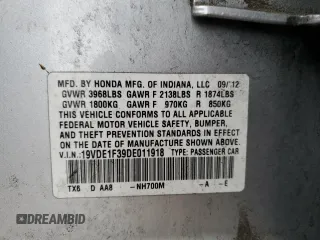 MFD. BY HONDA MFG. OF INDIANA, LLC 09/12
GVWR 3968LBS GAWR F 2138LBS R 1874LBS
GVWR 1800KG GAWR F 970KG R 850KG
THIS VEHICLE CONFORMS TO ALL APPLICABLE
FEDERAL MOTOR VEHICLE SAFETY, BUMPER,
AND THEFT PREVENTION STANDARDS IN EFFECT
ON THE DATE OF MANUFACTURE SHOWN ABOVE.
V.I.N.: 19VDE1F39DE011918 TYPE: PASSENGER CAR
TX6 D AA8 -NH700M -A -E
AUTOHELPERBOT.COM